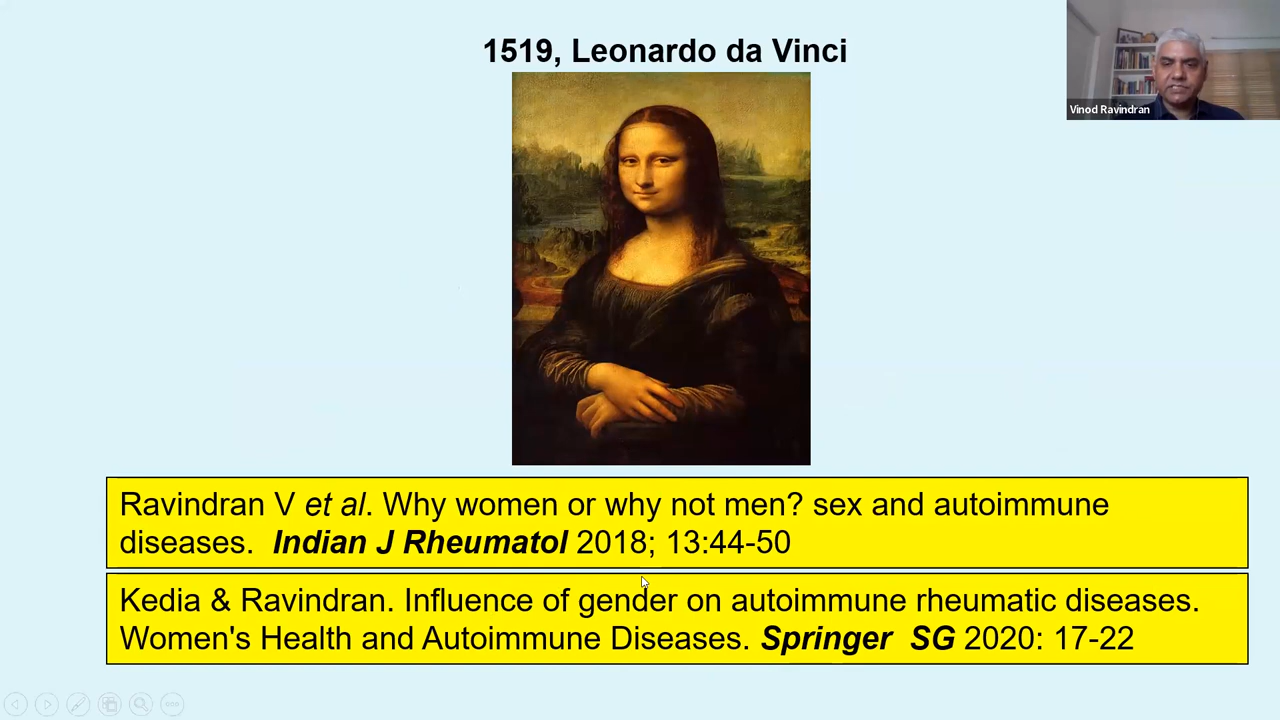 1519, Leonardo da Vinci
Vinod Ravindran
Ravindran V et al. Why women or why not men? sex and autoimmune
diseases. Indian J Rheumatol 2018; 13:44-50
Kedia & Ravindran. Influence of gender on autoimmune rheumatic diseases.
Women's Health and Autoimmune Diseases. Springer SG 2020: 17-22